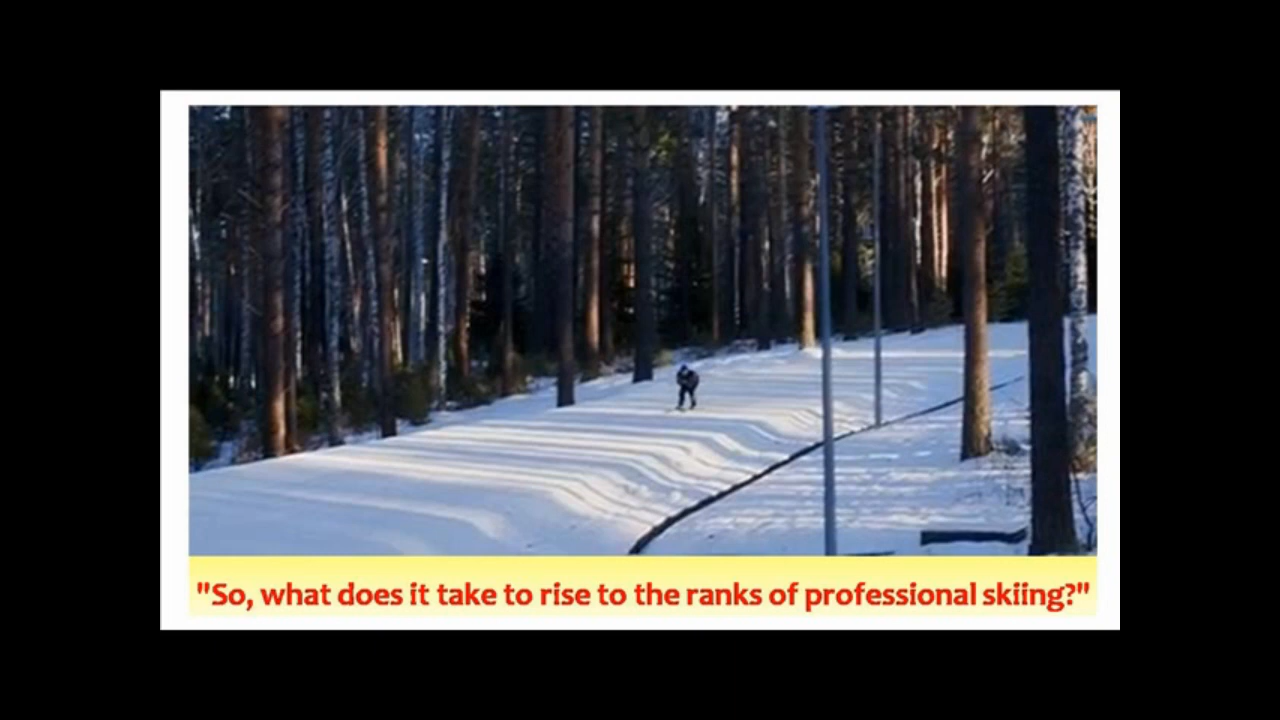 "So, what does it take to rise to the ranks of professional skiing?"